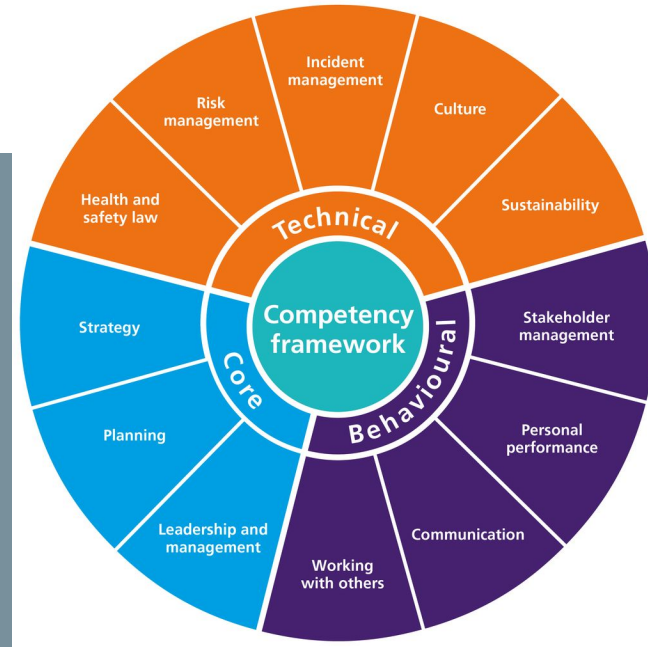 Competency
framework
Technical
Health and
safety law
Risk
management
Incident
management
Culture
Sustainability
Behavioural
Stakeholder
management
Personal
performance
Communication
Working
with others
Core
Leadership and
management
Planning
Strategy